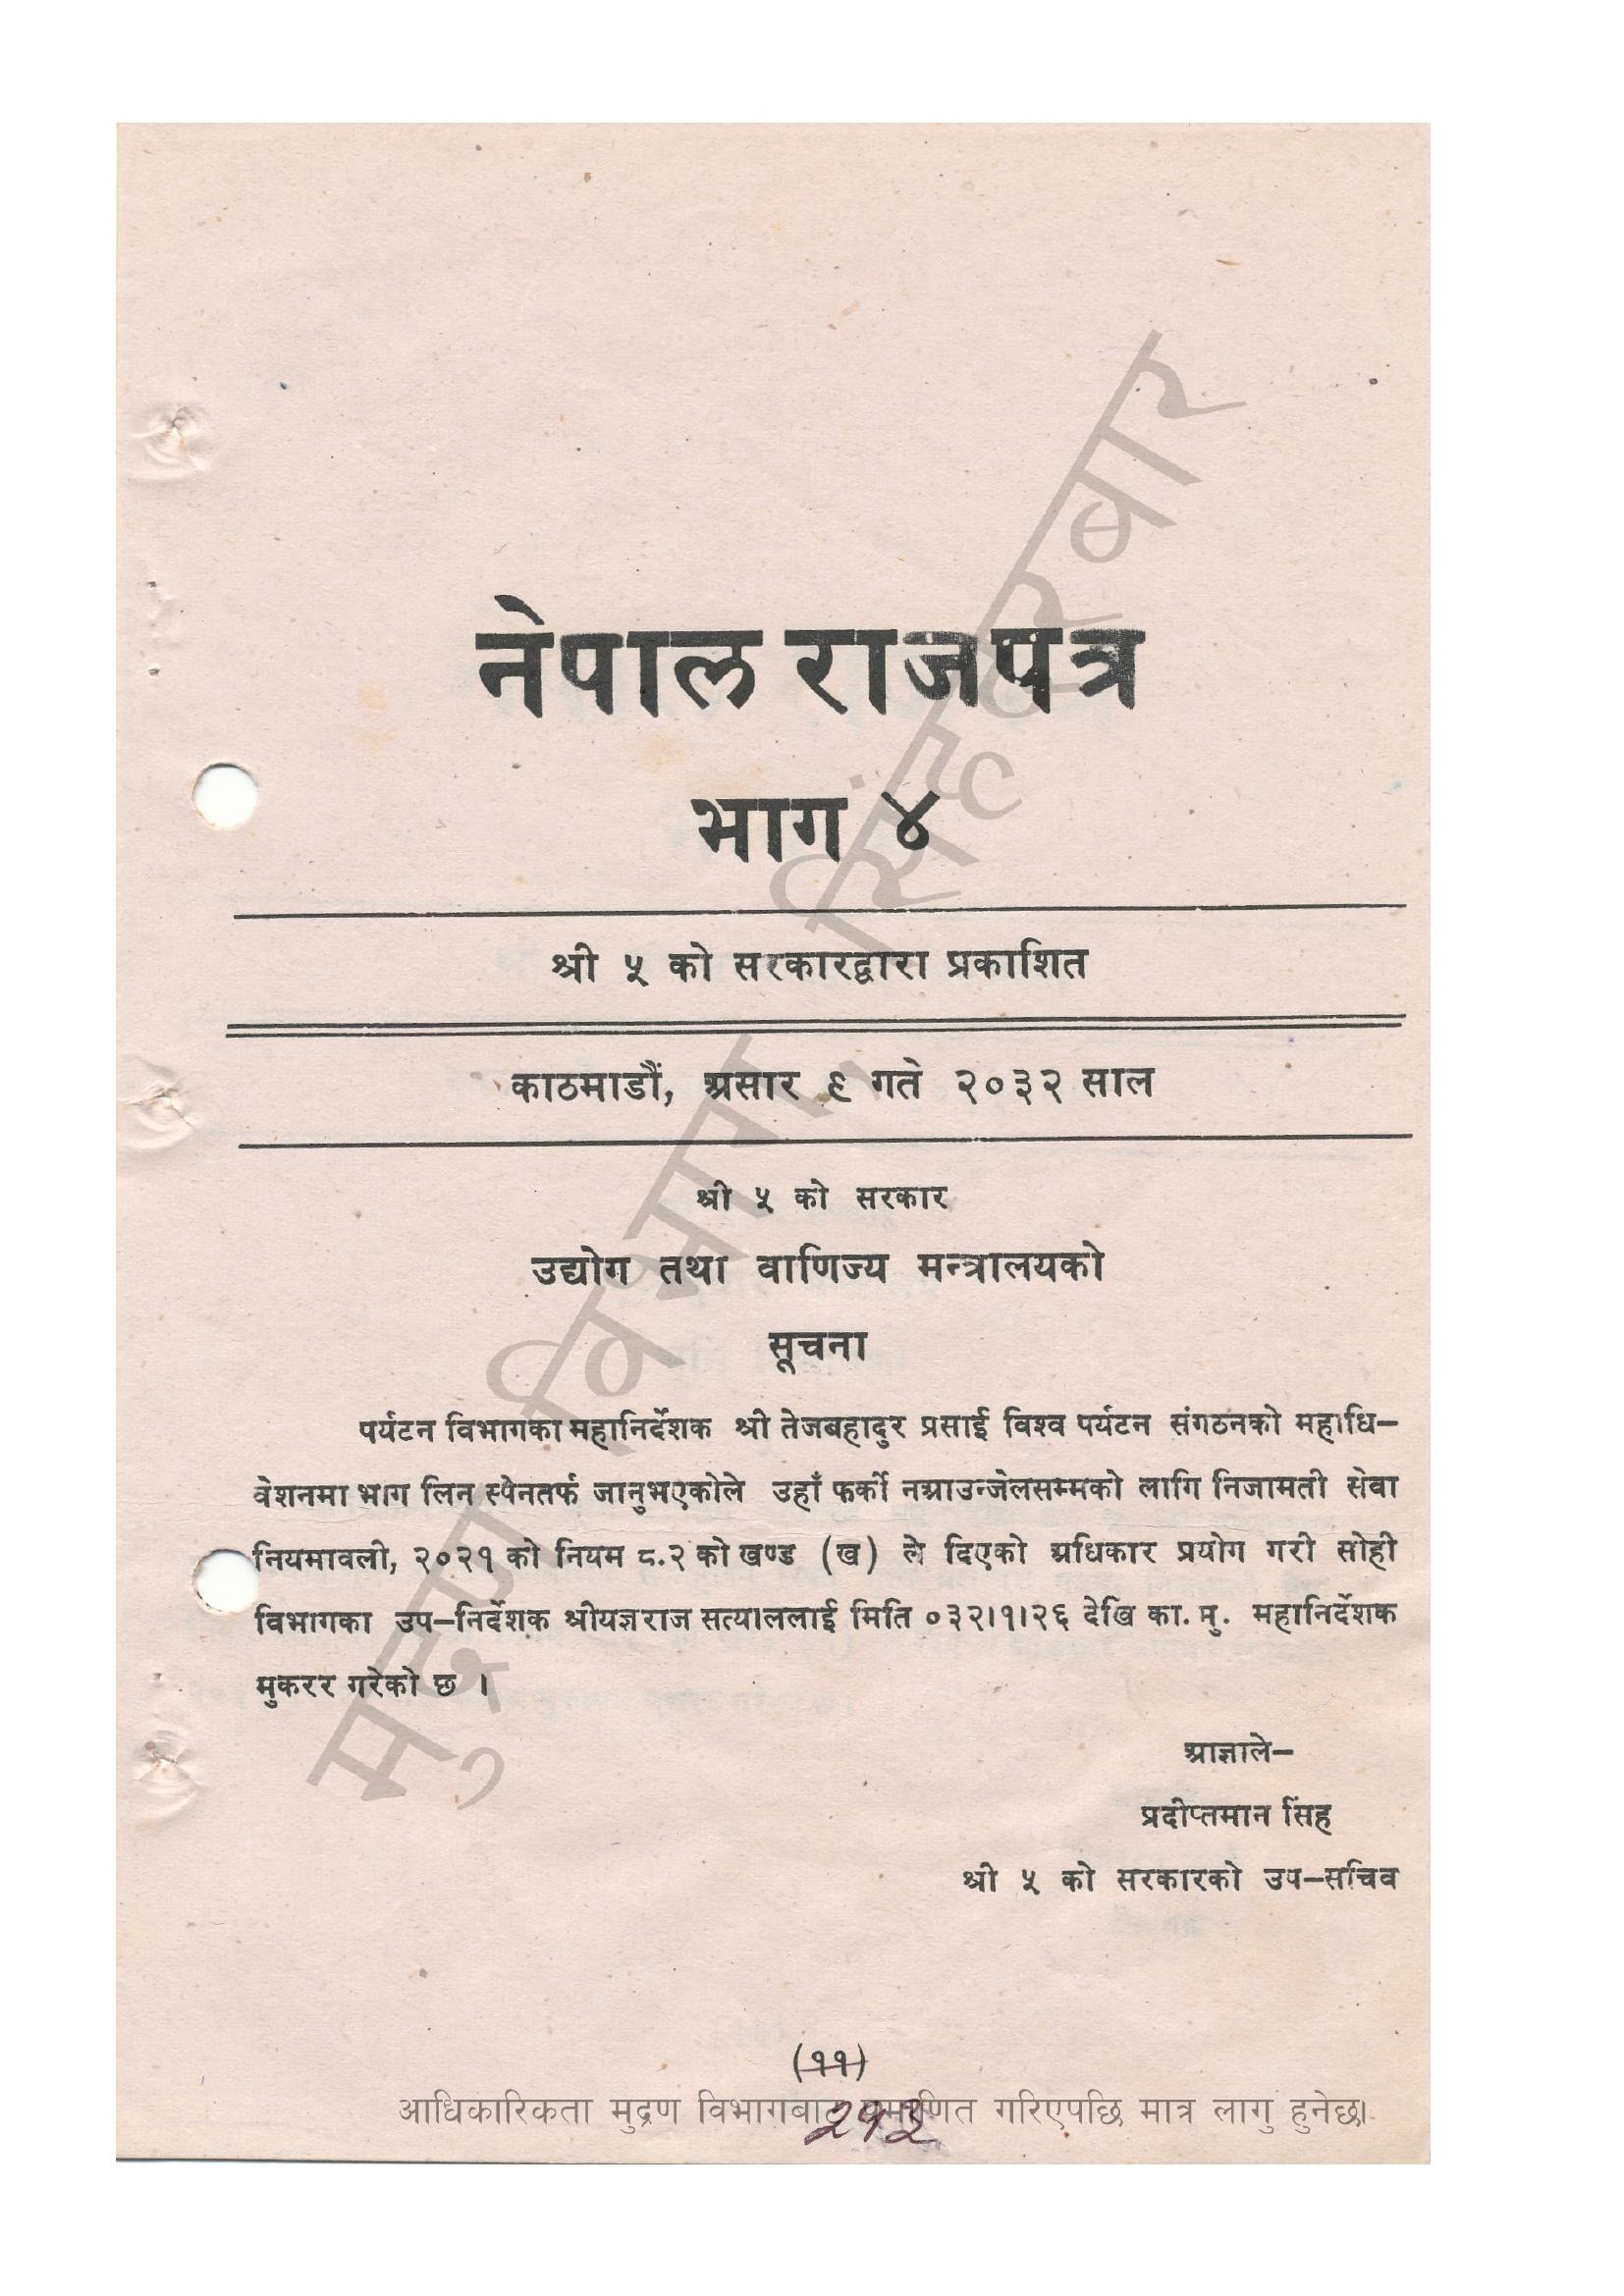 नेपाल राजपत्र
भाग ४
श्री ५ को सरकारद्वारा प्रकाशित
काठमाडौं, असार ९ गते २०३२ साल
श्री ५ को सरकार
उद्योग तथा वाणिज्य मन्त्रालयको
सूचना
पर्यटन विभागका महानिर्देशक श्री तेजबहादुर प्रसाई विश्व पर्यटन संगठनको महाधि–
वेशनमा भाग लिन स्पेनतर्फ जानुभएकोले उहाँ फर्की नआउन्जेलसम्मको लागि निजामती सेवा
नियमावली, २०२१ को नियम ८.२ को खण्ड (ख) ले दिएको अधिकार प्रयोग गरी सोही
विभागका उप–निर्देशक श्रीयज्ञराज सत्याललाई मिति ०३२।१।२६ देखि का. मु. महानिर्देशक
मुकरर गरेको छ ।
आज्ञाले–
प्रदीप्तमान सिंह
श्री ५ को सरकारको उप–सचिव
(११)
आधिकारिकता मुद्रण विभागबाट प्रमाणित गरिएपछि मात्र लागु हुनेछ।
मुद्रण विभाग, सिंहदरबार